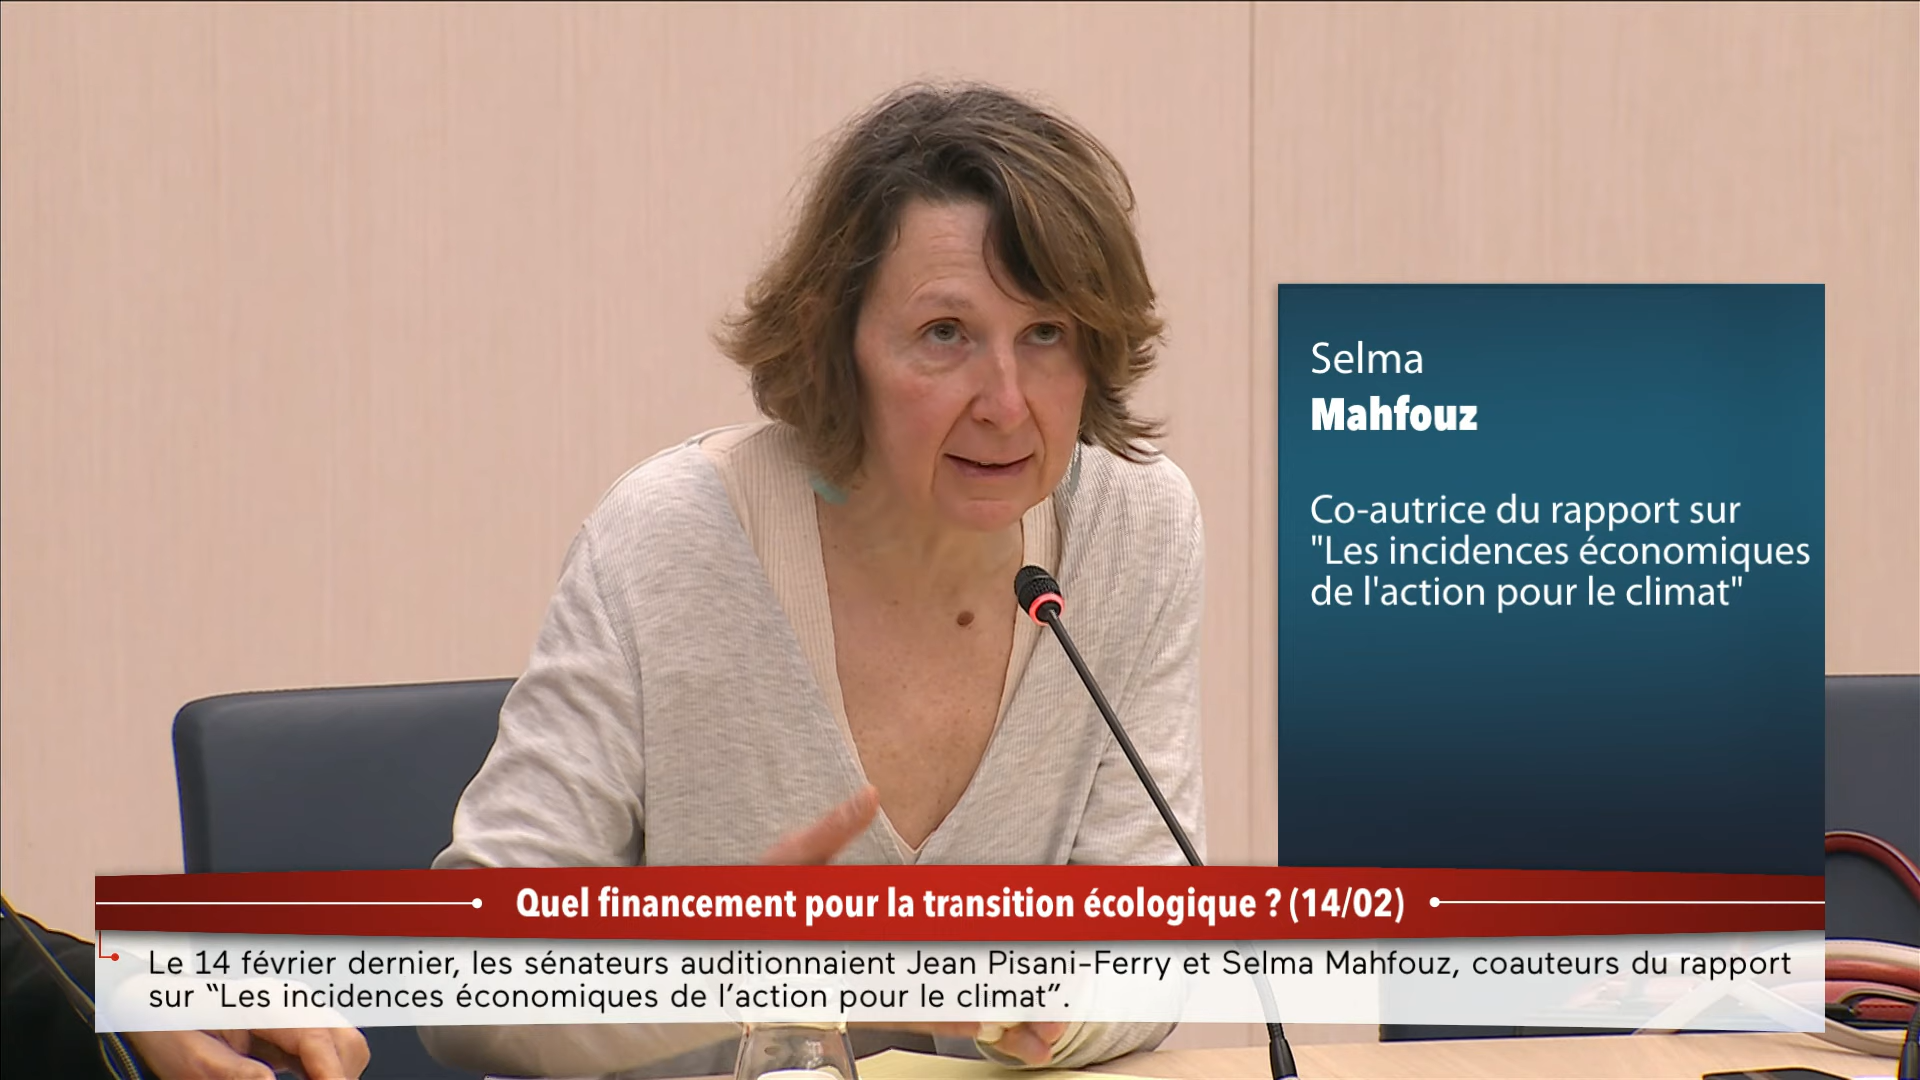 Selma
Mahfouz
Co-autrice du rapport sur
"Les incidences économiques
de l'action pour le climat"
Quel financement pour la transition écologique ? (14/02)
Le 14 février dernier, les sénateurs auditionnaient Jean Pisani-Ferry et Selma Mahfouz, coauteurs du rapport
sur “Les incidences économiques de l’action pour le climat”.